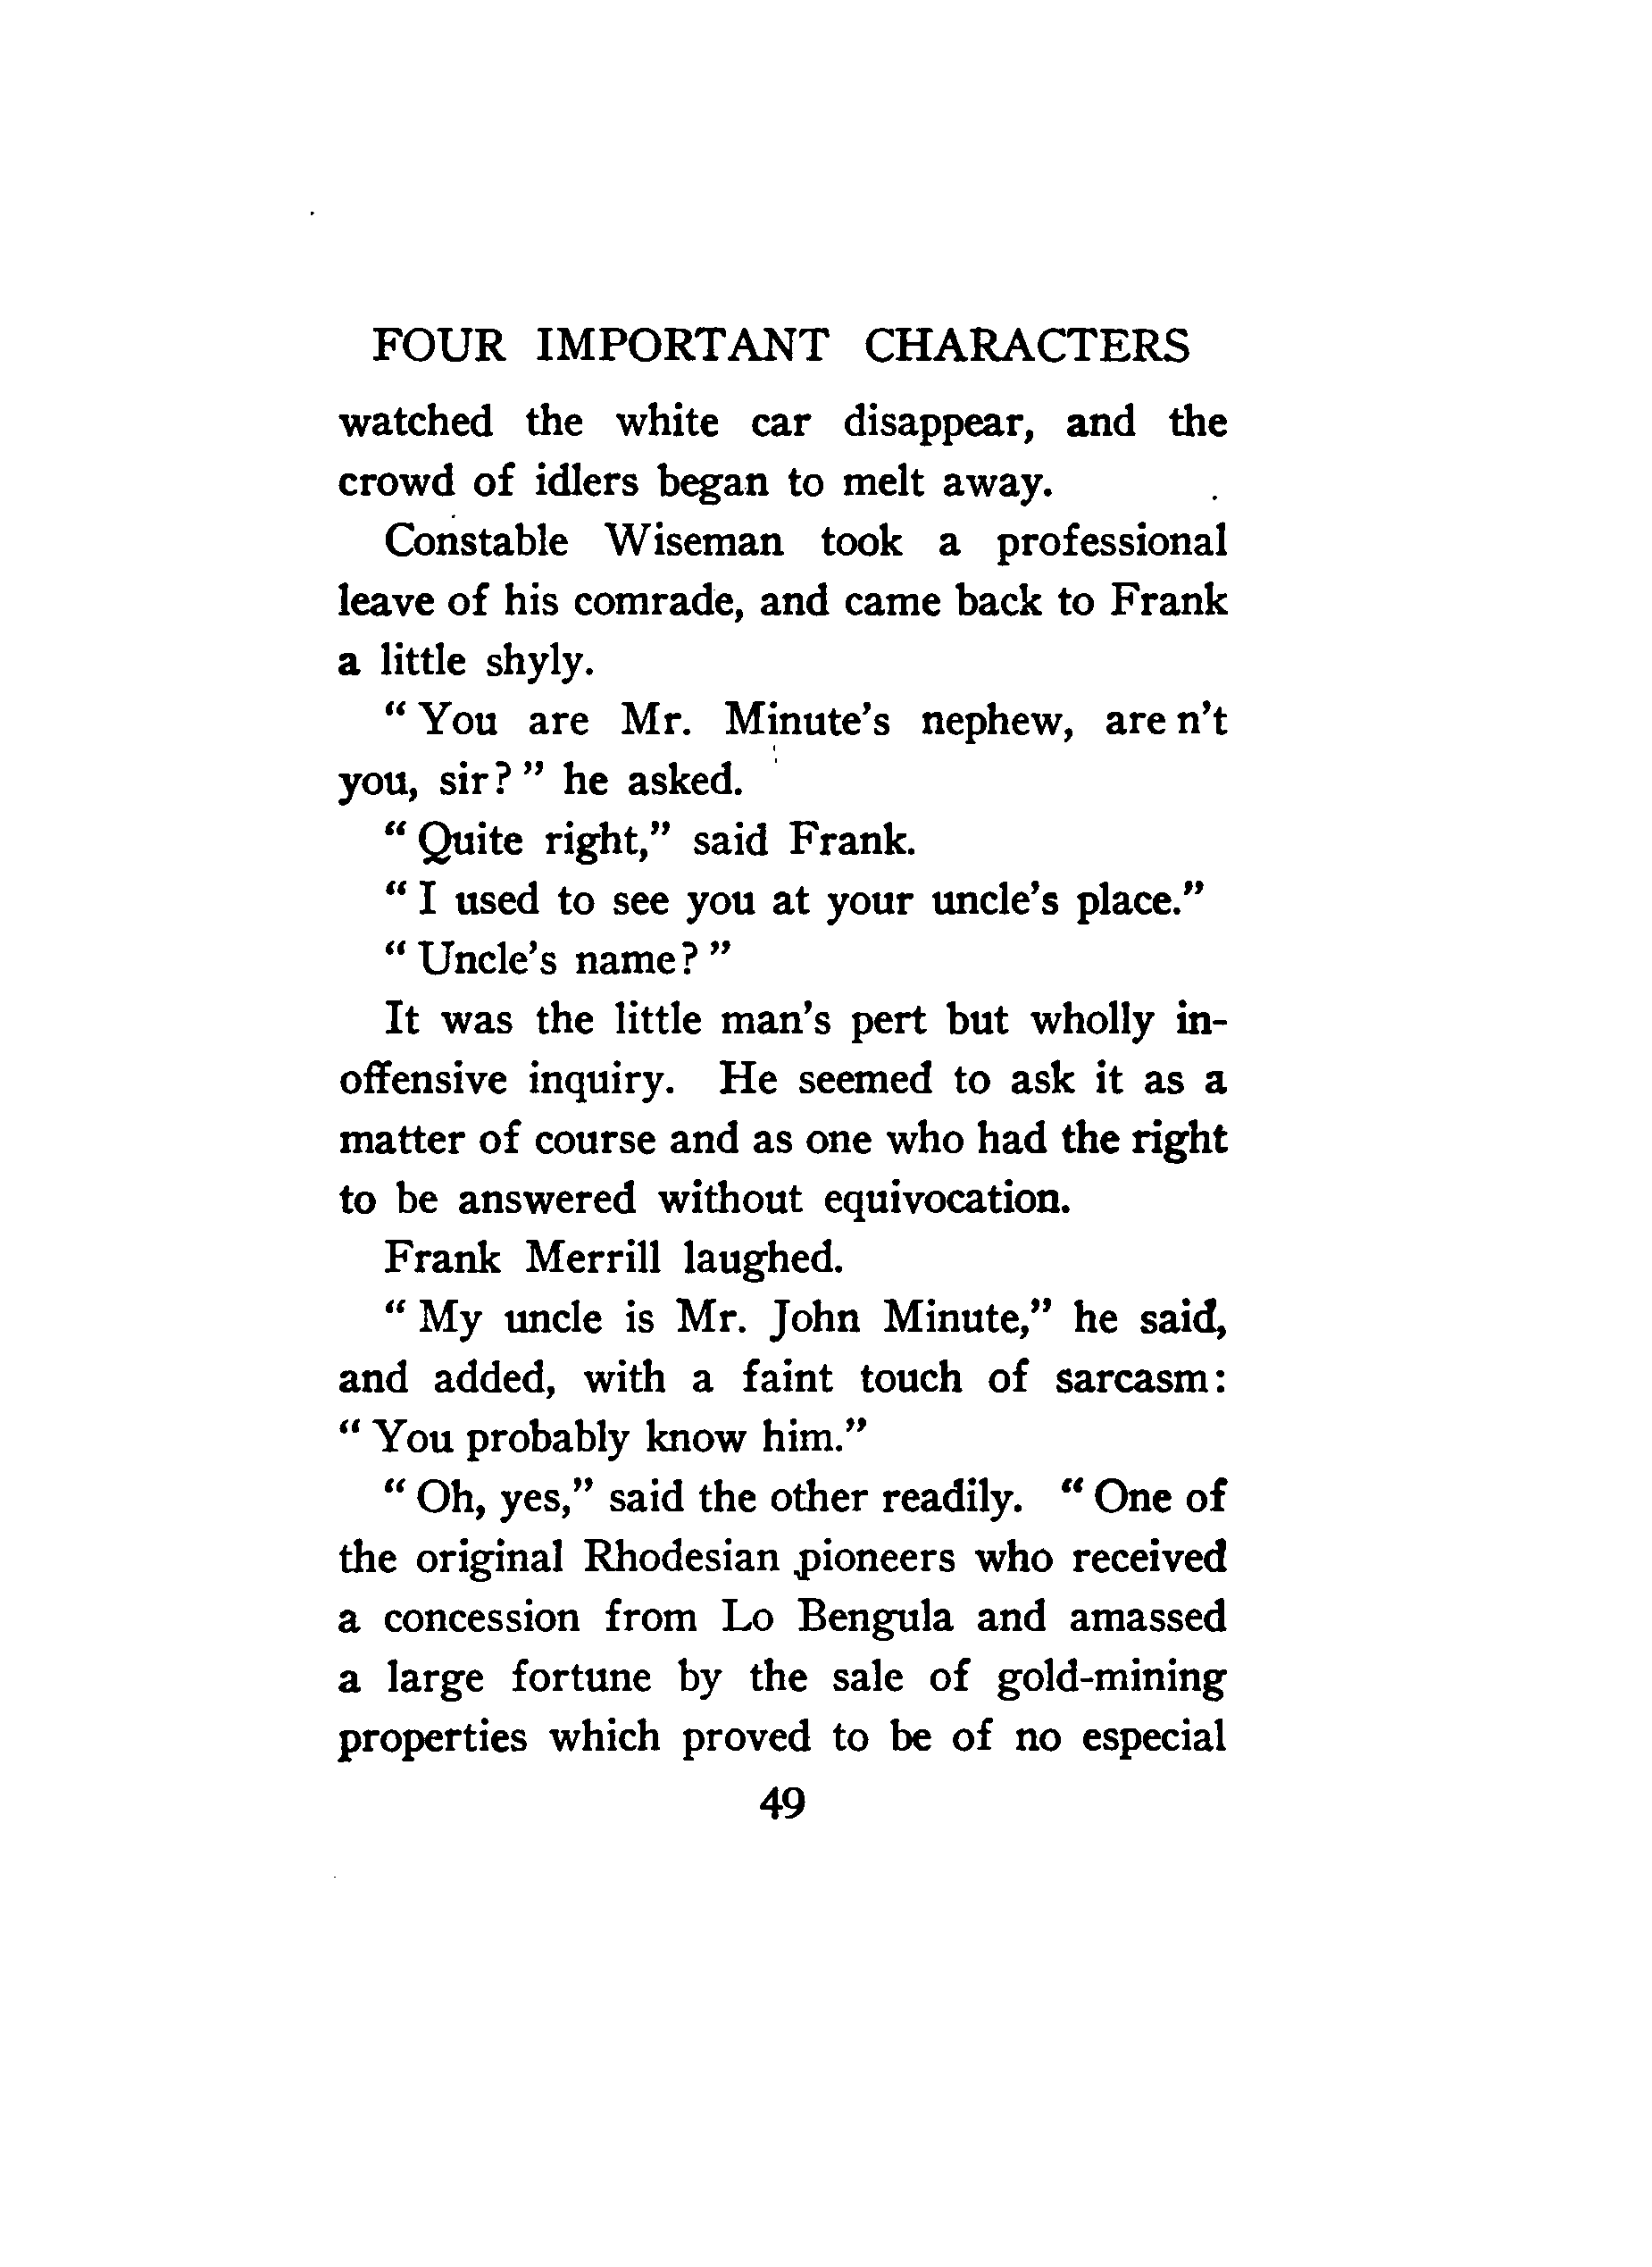 FOUR IMPORTANT CHARACTERS
watched the white car disappear, and the
crowd of idlers began to melt away.
Constable Wiseman took a professional
leave of his comrade, and came back to Frank
a little shyly.
“ You are Mr. Minute’s nephew, are n’t
you, sir? ” he asked.
“ Quite right,” said Frank.
“ I used to see you at your uncle’s place.”
“ Uncle’s name? ”
It was the little man’s pert but wholly in-
offensive inquiry. He seemed to ask it as a
matter of course and as one who had the right
to be answered without equivocation.
Frank Merrill laughed.
“ My uncle is Mr. John Minute,” he said,
and added, with a faint touch of sarcasm:
“ You probably know him.”
“ Oh, yes,” said the other readily. “ One of
the original Rhodesian pioneers who received
a concession from Lo Bengula and amassed
a large fortune by the sale of gold-mining
properties which proved to be of no especial
49